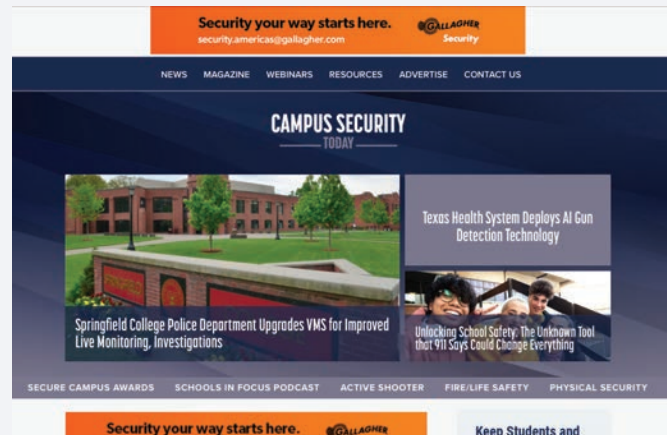 Security your way starts here.
security.americas@gallagher.com
GALLAGHER
Security
NEWS MAGAZINE WEBINARS RESOURCES ADVERTISE CONTACT US
CAMPUS SECURITY
TODAY
SPRINGFIELD
Springfield College Police Department Upgrades VMS for Improved
Live Monitoring, Investigations
Texas Health System Deploys AI Gun
Detection Technology
Unlocking School Safety: The Unknown Tool
that 911 Says Could Change Everything
SECURE CAMPUS AWARDS SCHOOLS IN FOCUS PODCAST ACTIVE SHOOTER FIRE/LIFE SAFETY PHYSICAL SECURITY
Security your way starts here.
GALLAGHER
Keep Students and